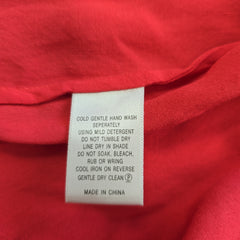 COLD GENTLE HAND WASH
SEPERATELY
USING MILD DETERGENT
DO NOT TUMBLE DRY
LINE DRY IN SHADE
DO NOT SOAK, BLEACH,
RUB OR WRING
COOL IRON ON REVERSE
GENTLE DRY CLEAN Ⓟ
MADE IN CHINA